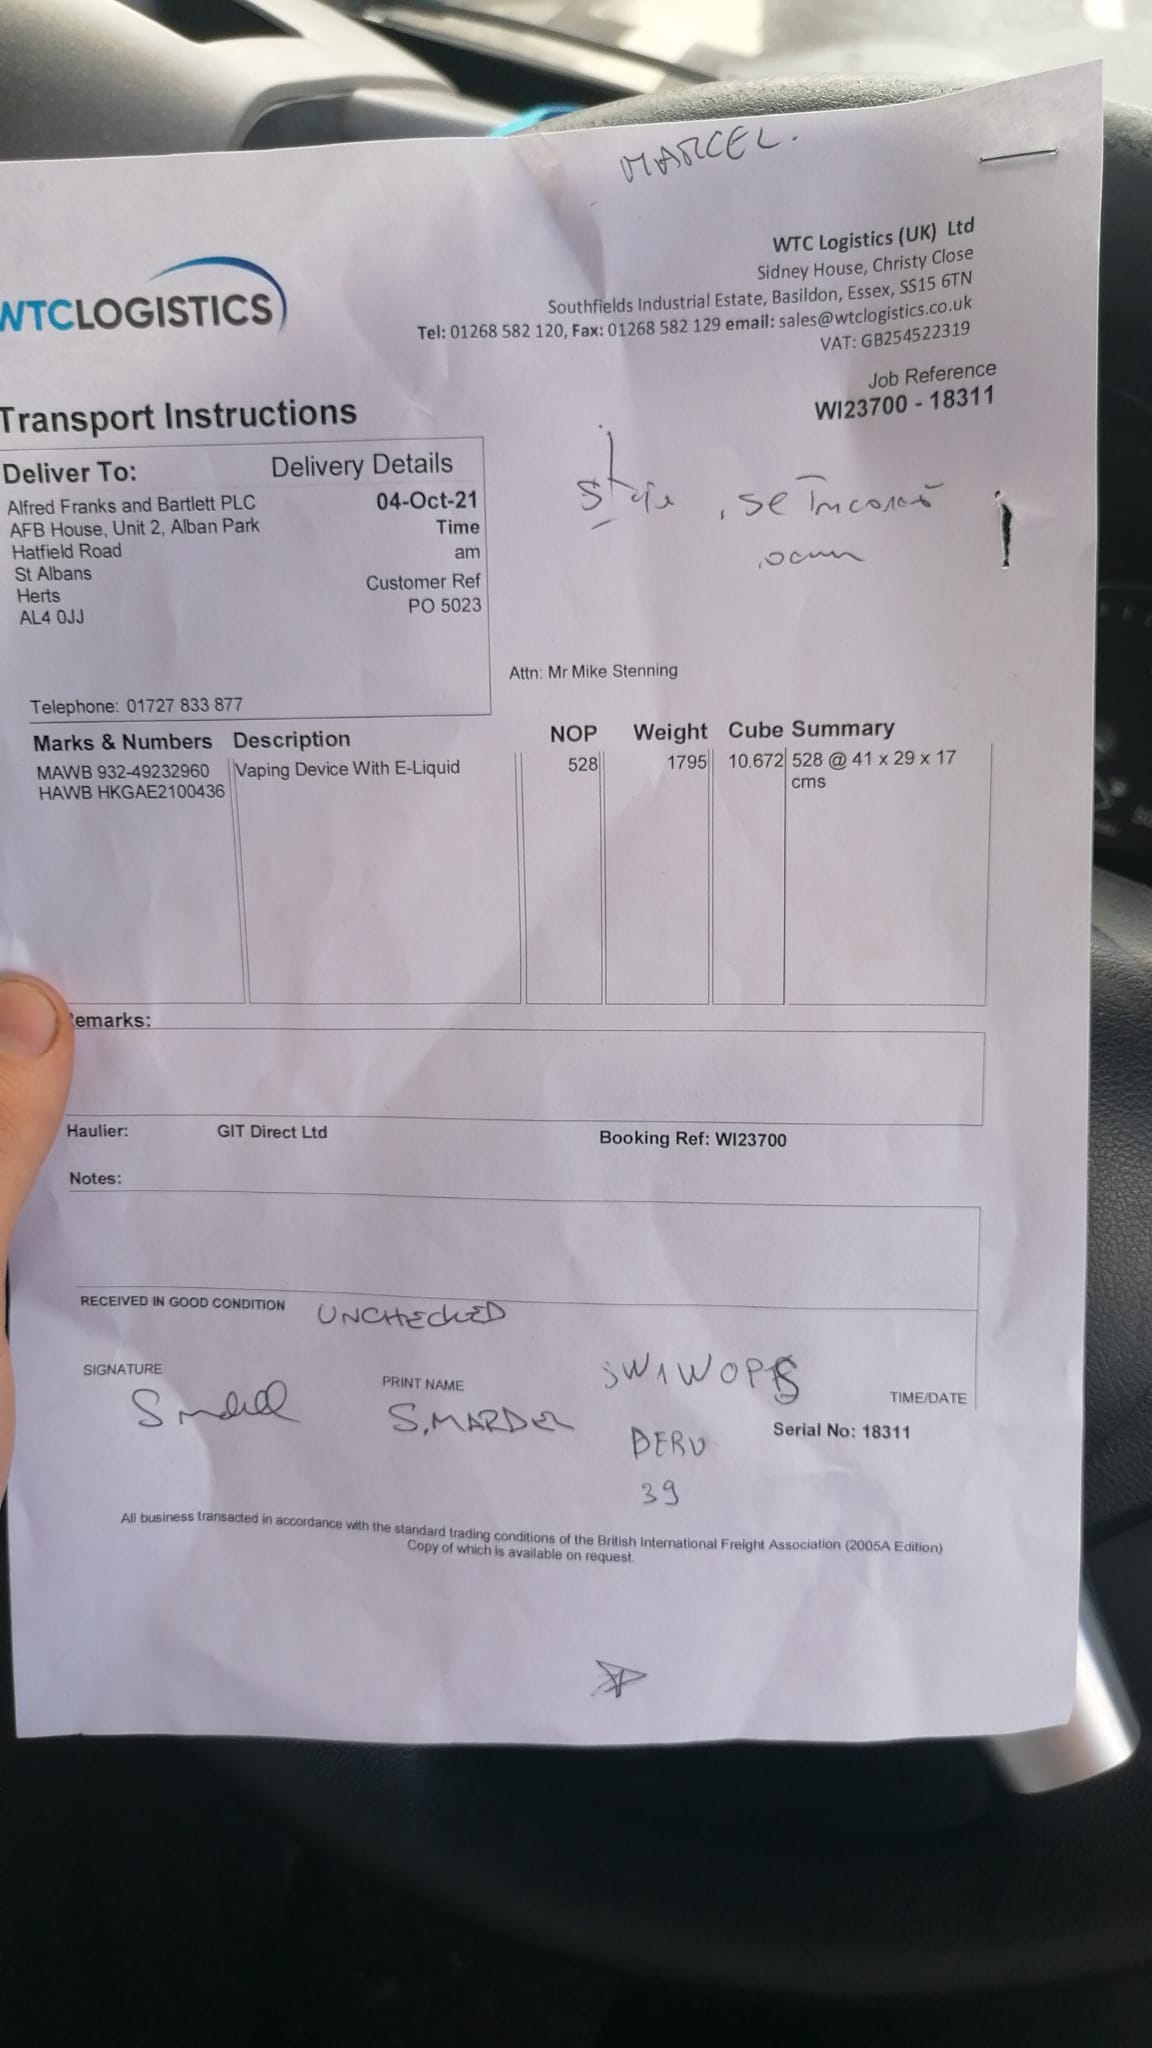 MARCEL.
WTCLOGISTICS
WTC Logistics (UK) Ltd
Sidney House, Christy Close
Southfields Industrial Estate, Basildon, Essex, SS15 6TN
Tel: 01268 582 120, Fax: 01268 582 129 email: sales@wtclogistics.co.uk
VAT: GB254522319
Job Reference
WI23700 - 18311
Transport Instructions
Deliver To: Delivery Details
Alfred Franks and Bartlett PLC 04-Oct-21
AFB House, Unit 2, Alban Park Time
Hatfield Road am
St Albans Customer Ref
Herts PO 5023
AL4 0JJ
se
Attn: Mr Mike Stenning
Telephone: 01727 833 877
Marks & Numbers Description NOP Weight Cube Summary
MAWB 932-49232960 Vaping Device With E-Liquid 528 1795 10.672 528 @ 41 x 29 x 17
HAWB HKGAE2100436 cms
emarks:
Haulier: GIT Direct Ltd Booking Ref: WI23700
Notes:
RECEIVED IN GOOD CONDITION UNCHECKED
SIGNATURE PRINT NAME TIME/DATE
S.MARDEL
Serial No: 18311
39
All business transacted in accordance with the standard trading conditions of the British International Freight Association (2005A Edition)
Copy of which is available on request.